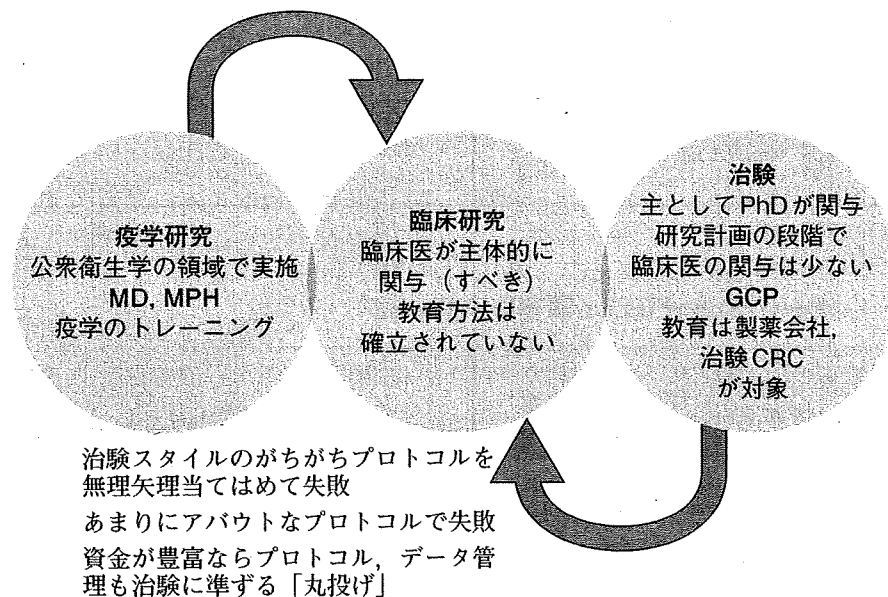 疫学研究
公衆衛生学の領域で実施
MD, MPH
疫学のトレーニング
臨床研究
臨床医が主体的に
関与（すべき）
教育方法は
確立されていない
治験
主としてPhDが関与
研究計画の段階で
臨床医の関与は少ない
GCP
教育は製薬会社,
治験CRC
が対象
治験スタイルのがちがちプロトコルを
無理矢理当てはめて失敗
あまりにアバウトなプロトコルで失敗
資金が豊富ならプロトコル，データ管
理も治験に準ずる「丸投げ」